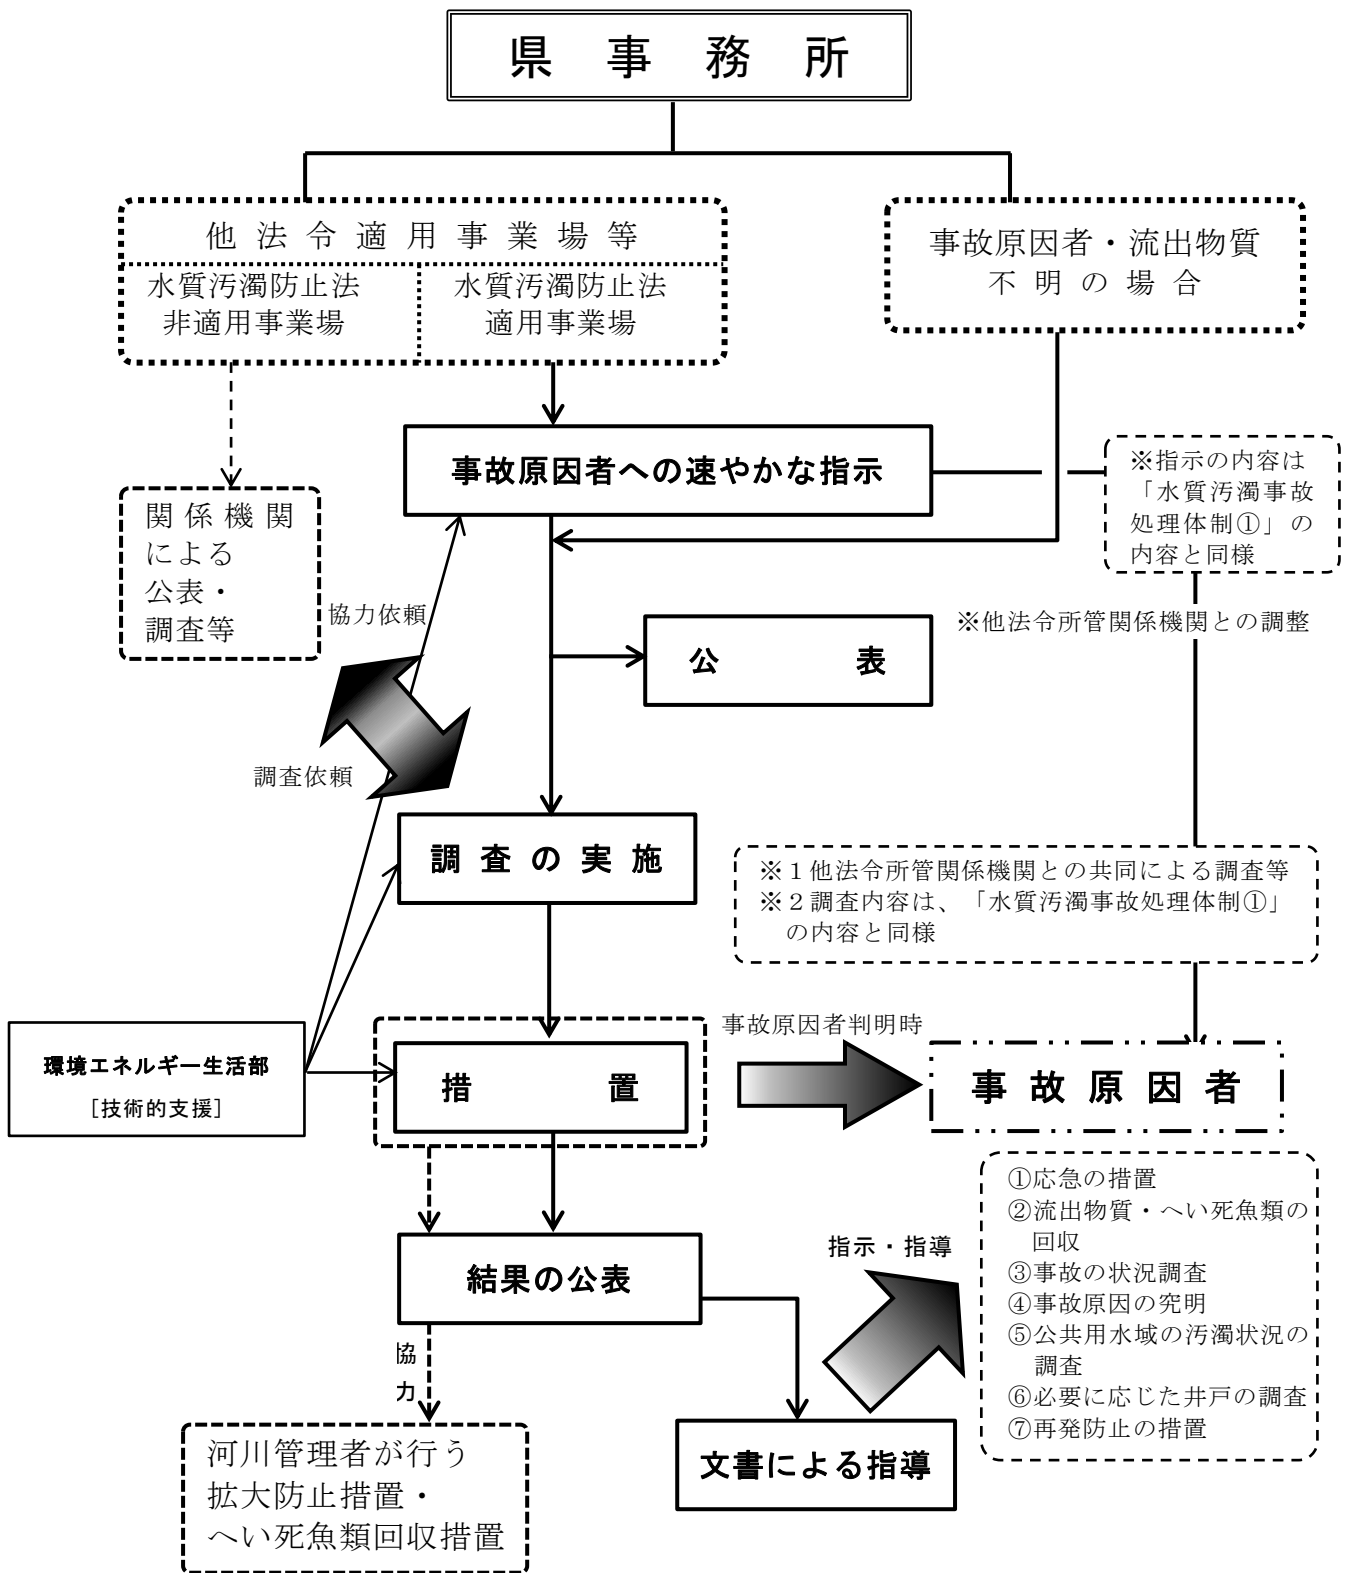 県事務所
他法令適用事業場等
水質汚濁防止法
非適用事業場
水質汚濁防止法
適用事業場
事故原因者・流出物質
不明の場合
事故原因者への速やかな指示
※指示の内容は
「水質汚濁事故
処理体制①」の
内容と同様
関係機関
による
公表・
調査等
協力依頼
※他法令所管関係機関との調整
公表
調査依頼
調査の実施
※１他法令所管関係機関との共同による調査等
※２調査内容は、「水質汚濁事故処理体制①」
の内容と同様
事故原因者判明時
環境エネルギー生活部
［技術的支援］
措置
事故原因者
①応急の措置
②流出物質・へい死魚類の
回収
③事故の状況調査
④事故原因の究明
⑤公共用水域の汚濁状況の
調査
⑥必要に応じた井戸の調査
⑦再発防止の措置
指示・指導
結果の公表
協
力
文書による指導
河川管理者が行う
拡大防止措置・
へい死魚類回収措置